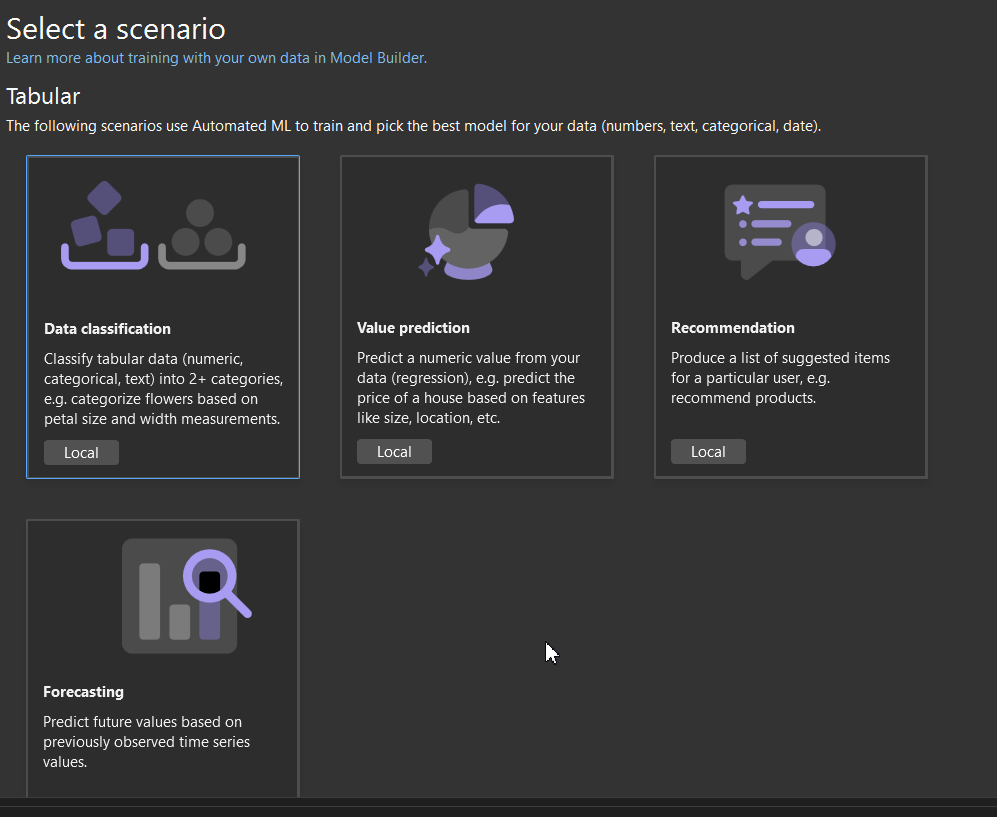 Select a scenario
Learn more about training with your own data in Model Builder.
Tabular
The following scenarios use Automated ML to train and pick the best model for your data (numbers, text, categorical, date).
Data classification
Classify tabular data (numeric,
categorical, text) into 2+ categories,
e.g. categorize flowers based on
petal size and width measurements.
Local
Value prediction
Predict a numeric value from your
data (regression), e.g. predict the
price of a house based on features
like size, location, etc.
Local
Recommendation
Produce a list of suggested items
for a particular user, e.g.
recommend products.
Local
Forecasting
Predict future values based on
previously observed time series
values.